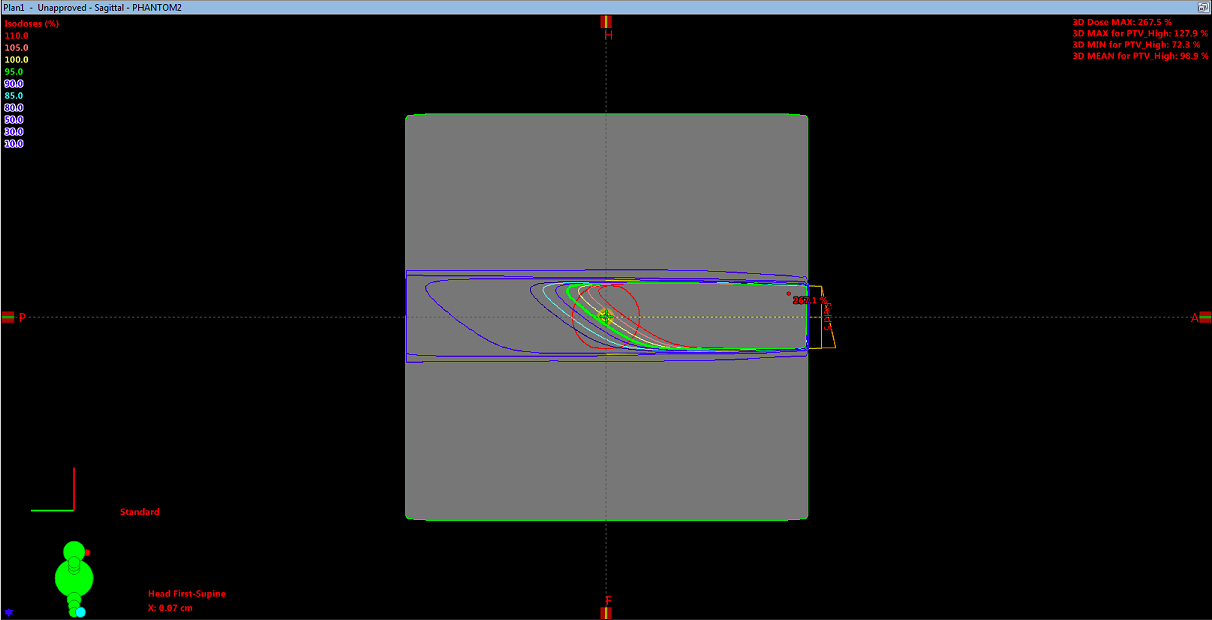 Plan1 - Unapproved - Sagittal - PHANTOM2
Isodoses (%)
110.0
105.0
100.0
95.0
90.0
85.0
80.0
50.0
30.0
10.0
H
3D Dose MAX: 267.5 %
3D MAX for PTV_High: 127.9 %
3D MIN for PTV_High: 72.3 %
3D MEAN for PTV_High: 98.9 %
267.1 %
P
A
Standard
Head First-Supine
X: 0.07 cm
F